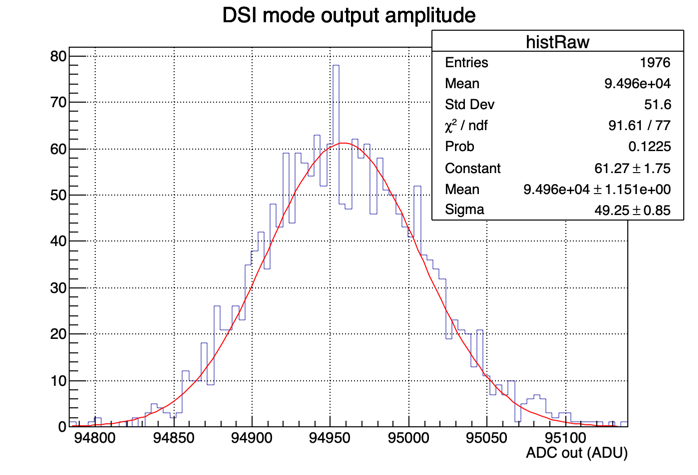 DSI mode output amplitude
histRaw
Entries 1976
Mean 9.496e+04
Std Dev 51.6
χ² / ndf 91.61 / 77
Prob 0.1225
Constant 61.27 ± 1.75
Mean 9.496e+04 ± 1.151e+00
Sigma 49.25 ± 0.85
80
70
60
50
40
30
20
10
0
94800 94850 94900 94950 95000 95050 95100
ADC out (ADU)